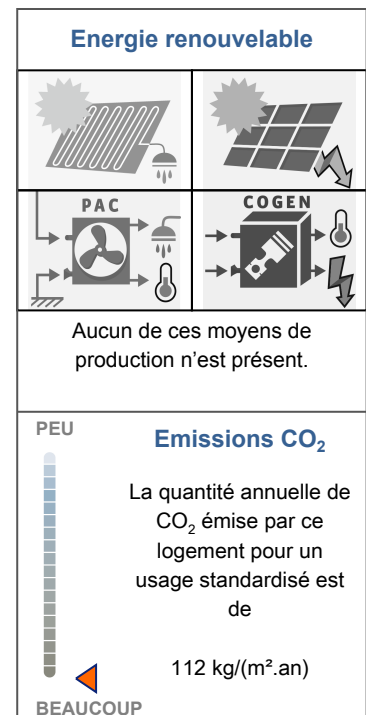 Energie renouvelable
PAC
COGEN
Aucun de ces moyens de
production n'est présent.
PEU
Emissions CO₂
La quantité annuelle de
CO₂ émise par ce
logement pour un
usage standardisé est
de
112 kg/(m².an)
BEAUCOUP